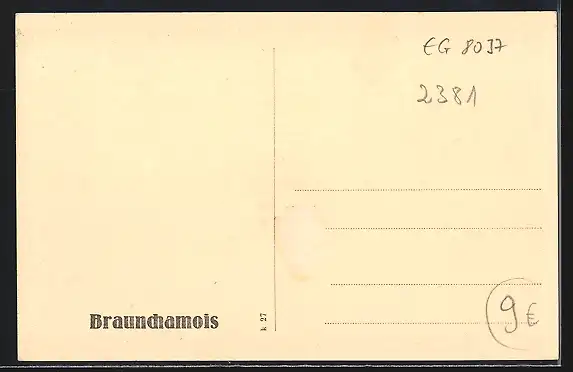 EG 8037
2381
Braunchamois
k 27
9€